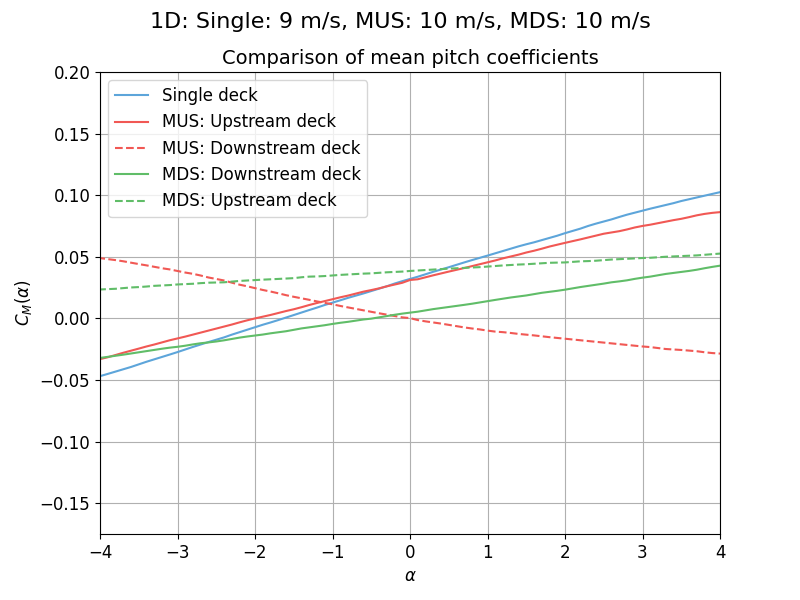 1D: Single: 9 m/s, MUS: 10 m/s, MDS: 10 m/s
Comparison of mean pitch coefficients
0.20
0.15
0.10
0.05
0.00
−0.05
−0.10
−0.15
C_M(α)
Single deck
MUS: Upstream deck
MUS: Downstream deck
MDS: Downstream deck
MDS: Upstream deck
−4 −3 −2 −1 0 1 2 3 4
α